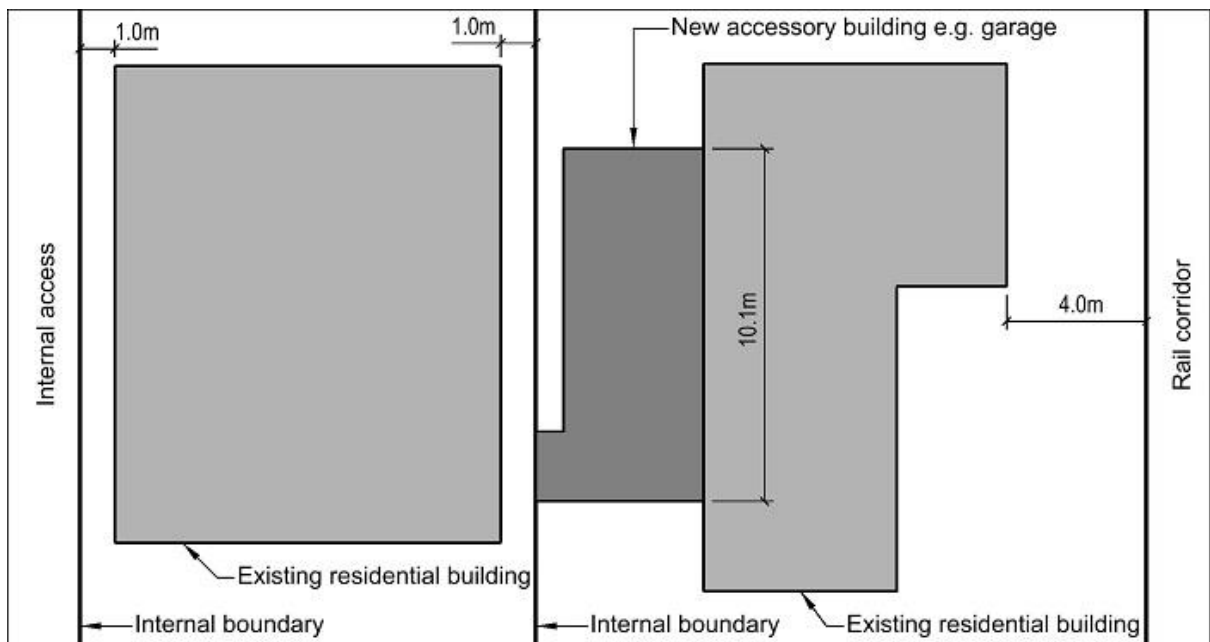 1.0m
1.0m
New accessory building e.g. garage
Internal access
10.1m
4.0m
Rail corridor
Existing residential building
Existing residential building
Internal boundary
Internal boundary